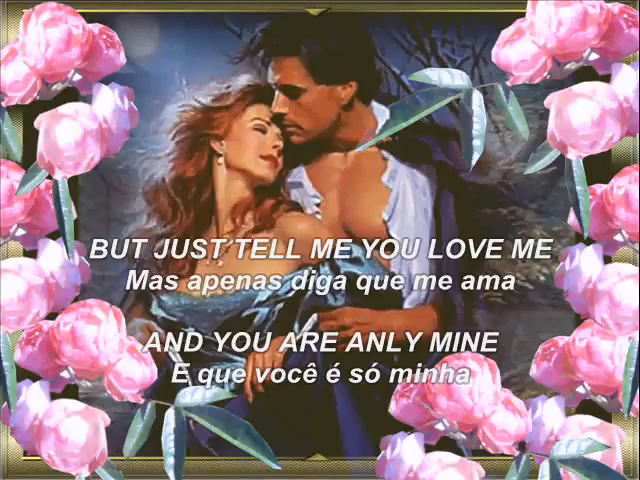 BUT JUST TELL ME YOU LOVE ME
Mas apenas diga que me ama
AND YOU ARE ANLY MINE
E que você é só minha